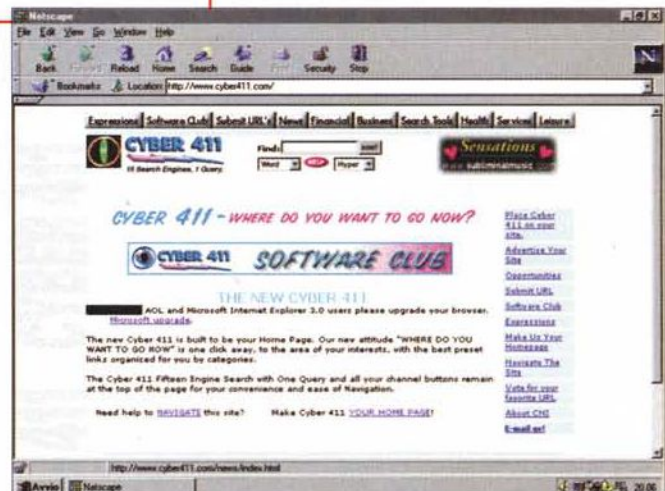 Netscape
File Edit View Go Window Help
Back Forward Reload Home Search Guide Print Security Stop
Bookmarks Location: http://www.cyber411.com/
Expressions Software Club Submit URL's News Financial Business Search Tools Health Services Leisure
CYBER 411
15 Search Engines, 1 Query.
Find:
Word HELP Hyper
Sensations
subliminalmusic
CYBER 411 - WHERE DO YOU WANT TO GO NOW?
CYBER 411 SOFTWARE CLUB
THE NEW CYBER 411
AOL and Microsoft Internet Explorer 3.0 users please upgrade your browser.
Microsoft upgrade.
The new Cyber 411 is built to be your Home Page. Our new attitude "WHERE DO YOU
WANT TO GO NOW" is one click away, to the area of your interests, with the best preset
links organized for you by categories.
The Cyber 411 Fifteen Engine Search with One Query and all your channel buttons remain
at the top of the page for your convenience and ease of Navigation.
Need help to NAVIGATE this site? Make Cyber 411 YOUR HOME PAGE!
Place Cyber
411 on your
site.
Advertise Your
Site
Opportunities
Submit URL
Software Club
Expressions
Make Us Your
Homepage
Navigate The
Site
Vote for your
favorite URL
About CNI
E-mail us!
http://www.cyber411.com/news/index.html
Avvio Netscape 20.06